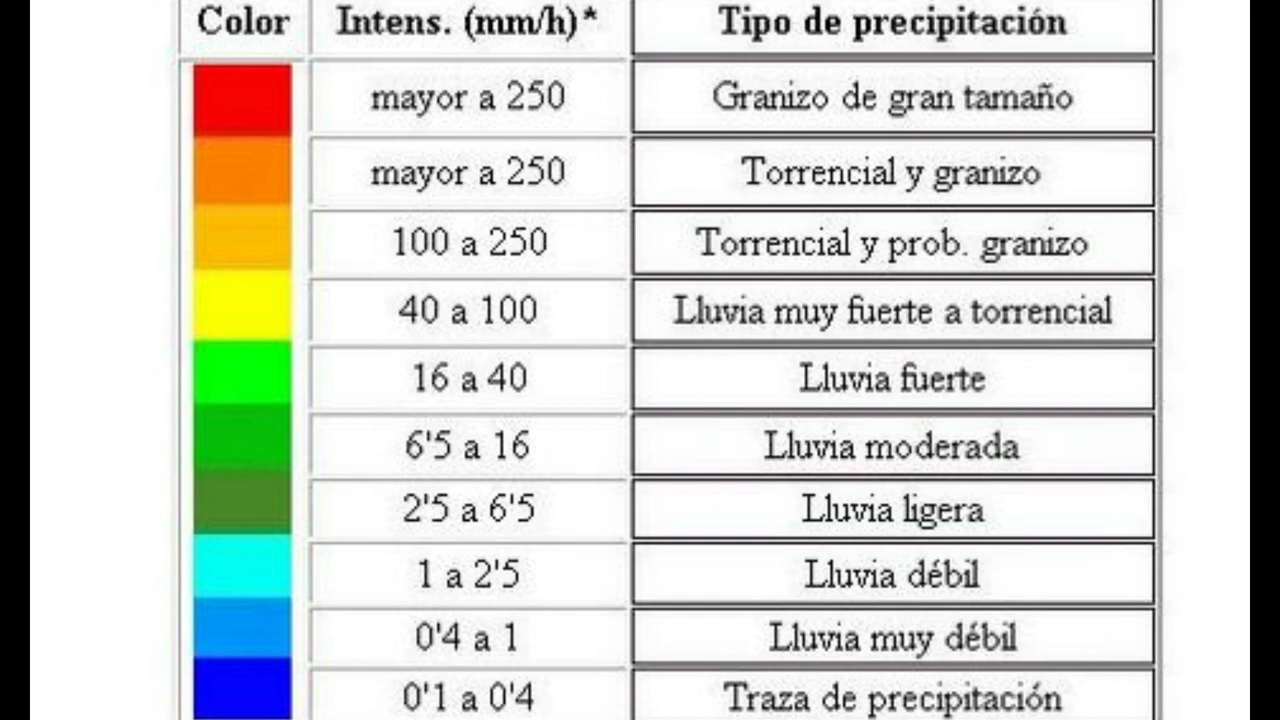 Color Intens. (mm/h)* Tipo de precipitación
mayor a 250 Granizo de gran tamaño
mayor a 250 Torrencial y granizo
100 a 250 Torrencial y prob. granizo
40 a 100 Lluvia muy fuerte a torrencial
16 a 40 Lluvia fuerte
6'5 a 16 Lluvia moderada
2'5 a 6'5 Lluvia ligera
1 a 2'5 Lluvia débil
0'4 a 1 Lluvia muy débil
0'1 a 0'4 Traza de precipitación